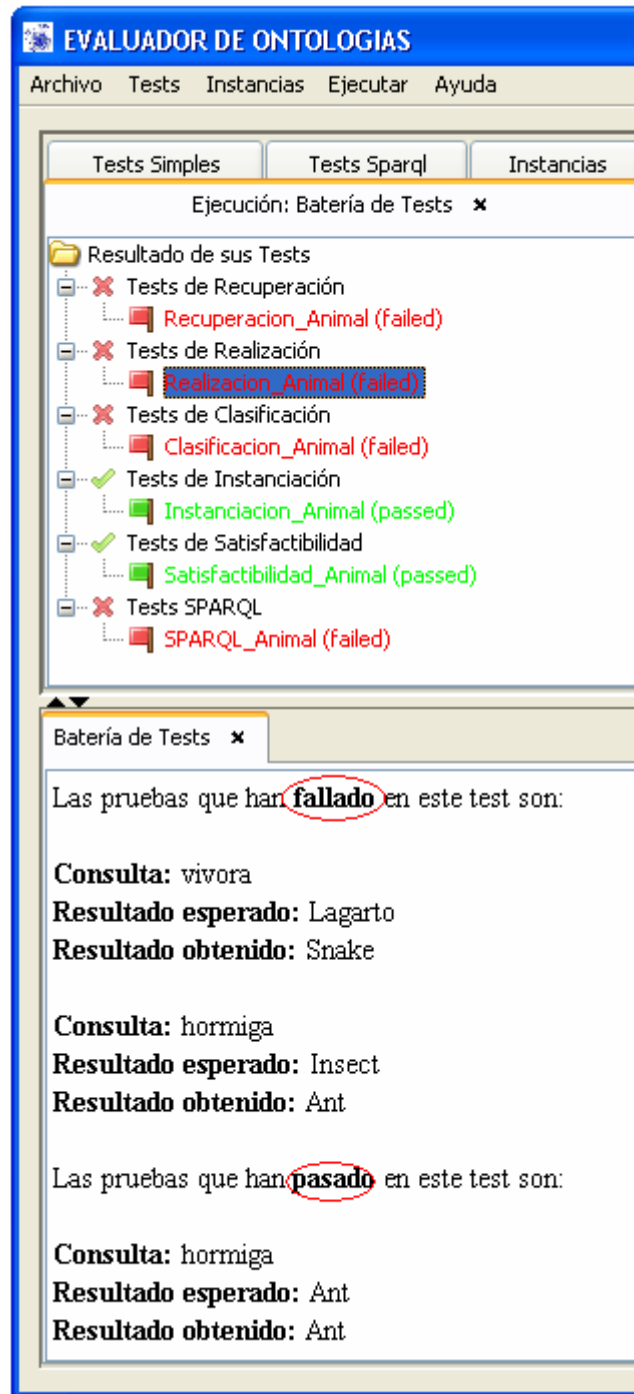 EVALUADOR DE ONTOLOGIAS
Archivo Tests Instancias Ejecutar Ayuda
Tests Simples Tests Sparql Instancias
Ejecución: Batería de Tests ×
Resultado de sus Tests
Tests de Recuperación
Recuperacion_Animal (failed)
Tests de Realización
Realizacion_Animal (failed)
Tests de Clasificación
Clasificacion_Animal (failed)
Tests de Instanciación
Instanciacion_Animal (passed)
Tests de Satisfactibilidad
Satisfactibilidad_Animal (passed)
Tests SPARQL
SPARQL_Animal (failed)
Batería de Tests ×
Las pruebas que han fallado en este test son:
Consulta: vivora
Resultado esperado: Lagarto
Resultado obtenido: Snake
Consulta: hormiga
Resultado esperado: Insect
Resultado obtenido: Ant
Las pruebas que han pasado en este test son:
Consulta: hormiga
Resultado esperado: Ant
Resultado obtenido: Ant